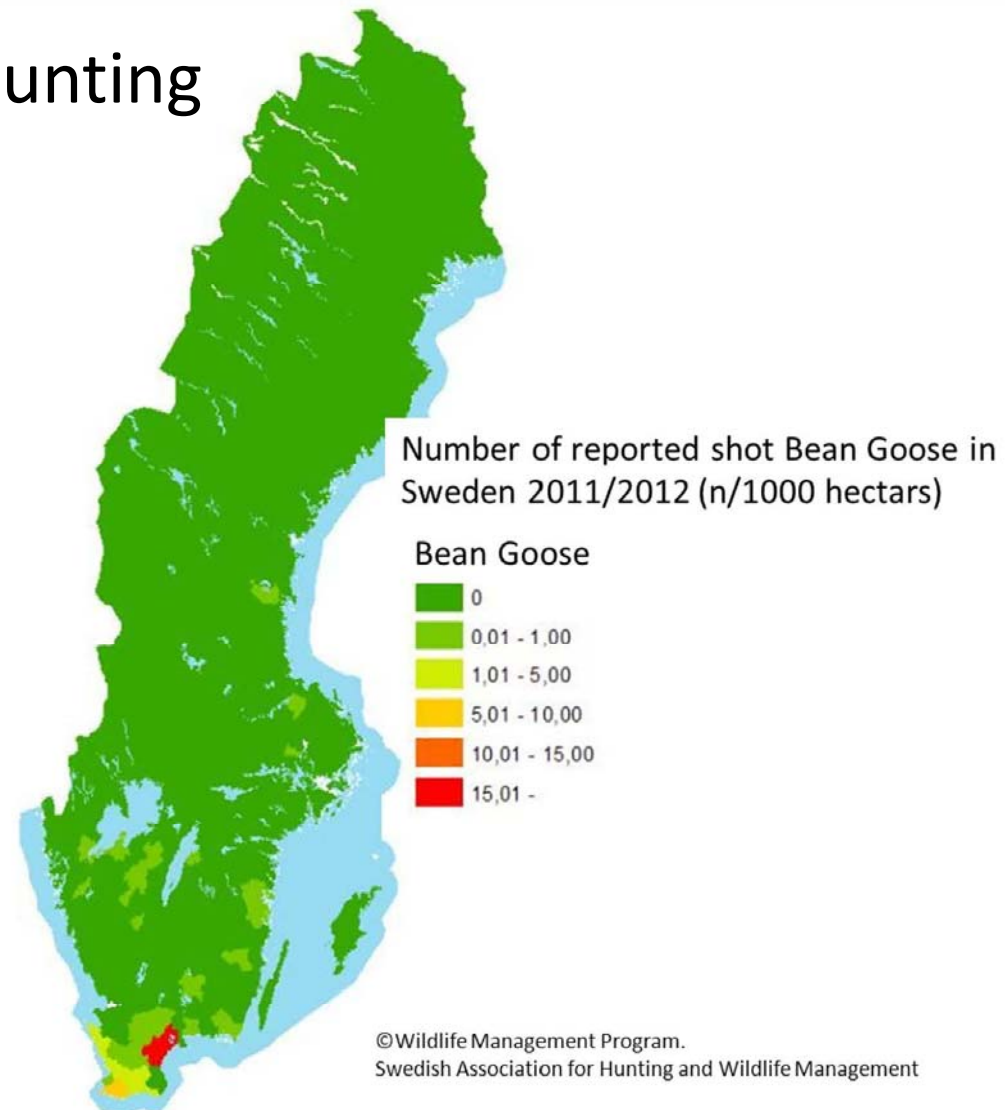 unting
Number of reported shot Bean Goose in
Sweden 2011/2012 (n/1000 hectars)
Bean Goose
0
0,01 - 1,00
1,01 - 5,00
5,01 - 10,00
10,01 - 15,00
15,01 -
©Wildlife Management Program.
Swedish Association for Hunting and Wildlife Management